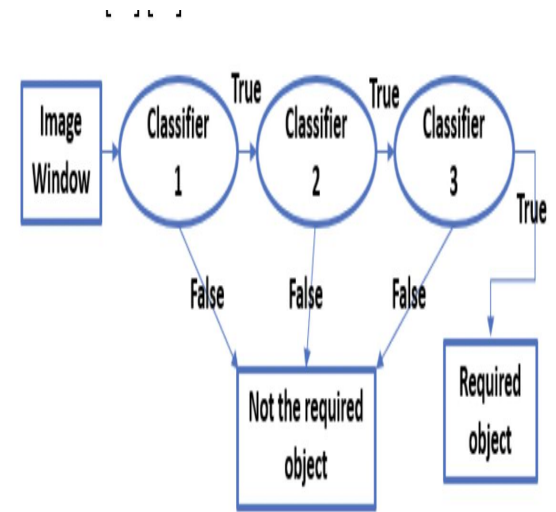 Image
Window
Classifier
1
True
Classifier
2
True
Classifier
3
True
False
False
False
Not the required
object
Required
object